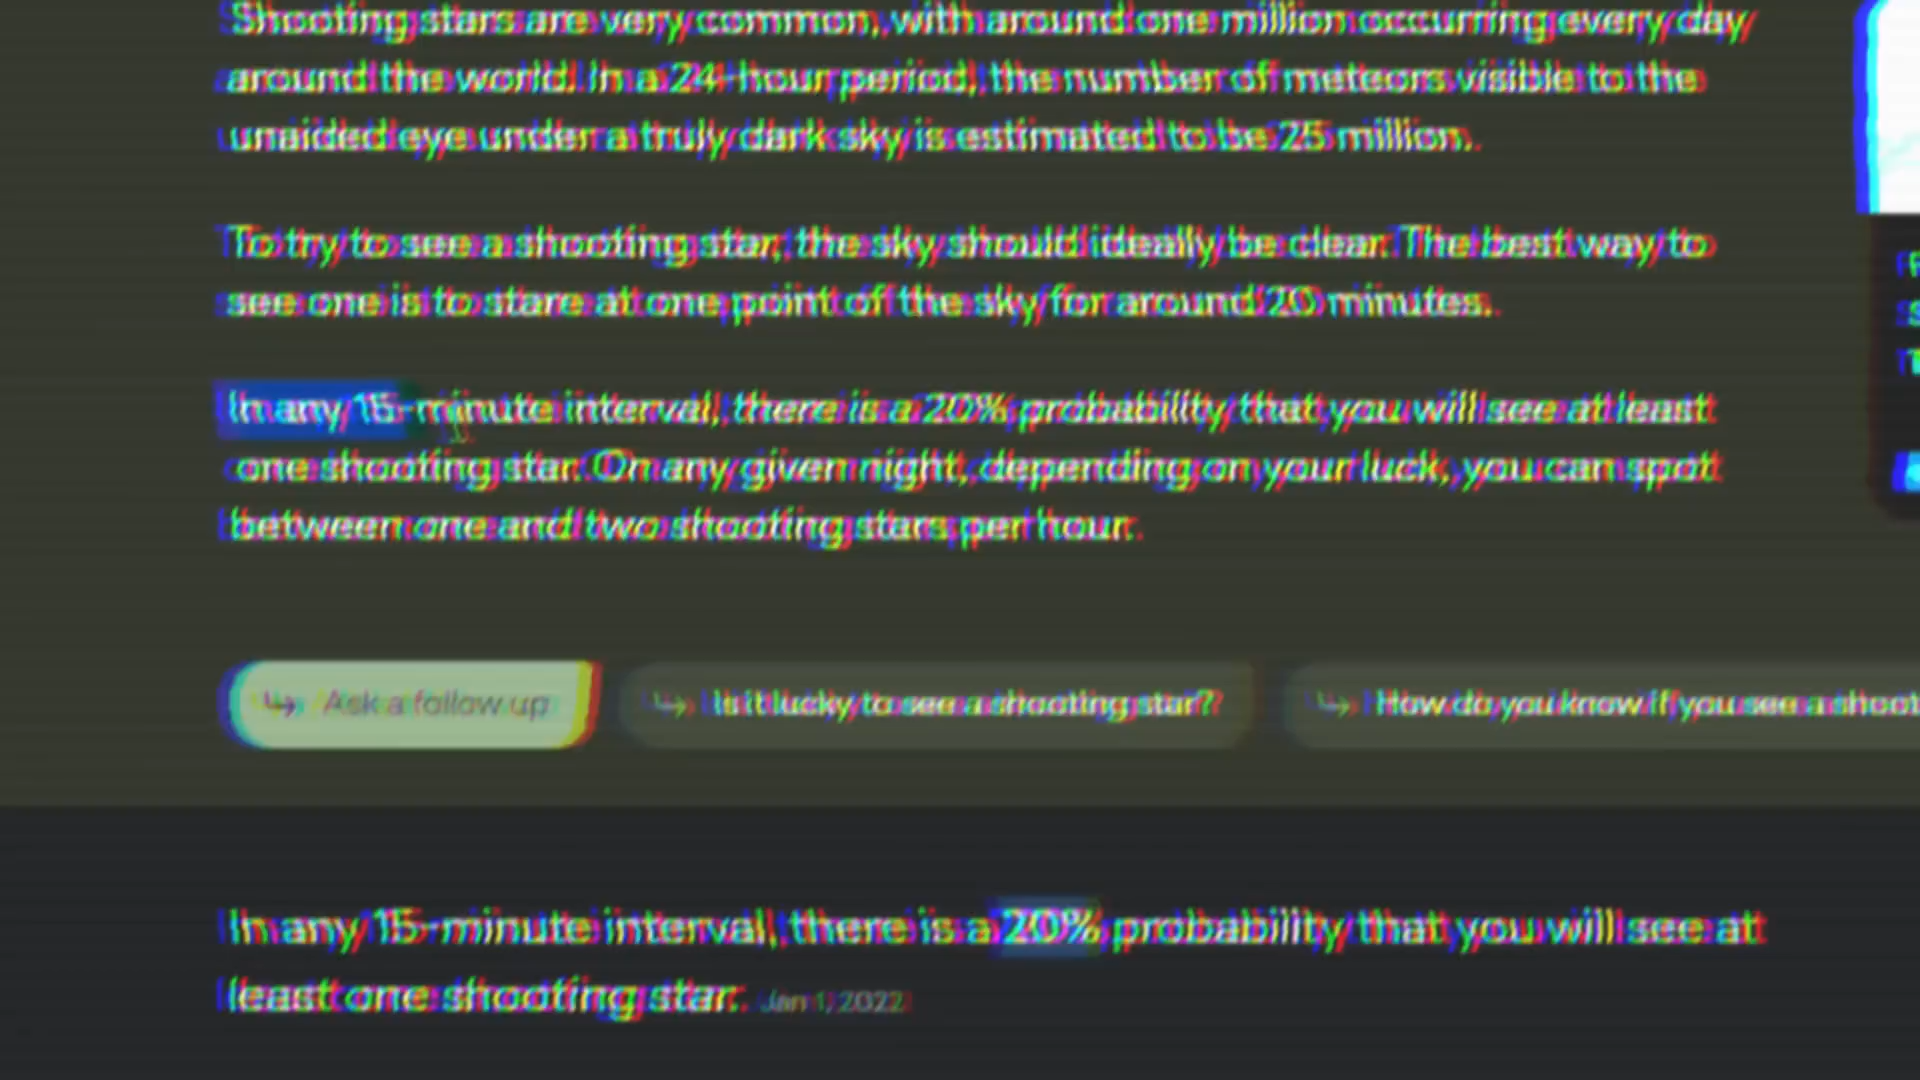 Shooting stars are very common, with around one million occurring every day
around the world. In a 24-hour period, the number of meteors visible to the
unaided eye under a truly dark sky is estimated to be 25 million.
To try to see a shooting star, the sky should ideally be clear. The best way to
see one is to stare at one point of the sky for around 20 minutes.
In any 15-minute interval, there is a 20% probability that you will see at least
one shooting star. On any given night, depending on your luck, you can spot
between one and two shooting stars per hour.
Ask a follow up
Is it lucky to see a shooting star?
How do you know if you see a shoot
In any 15-minute interval, there is a 20% probability that you will see at
least one shooting star. Jan 1, 2022